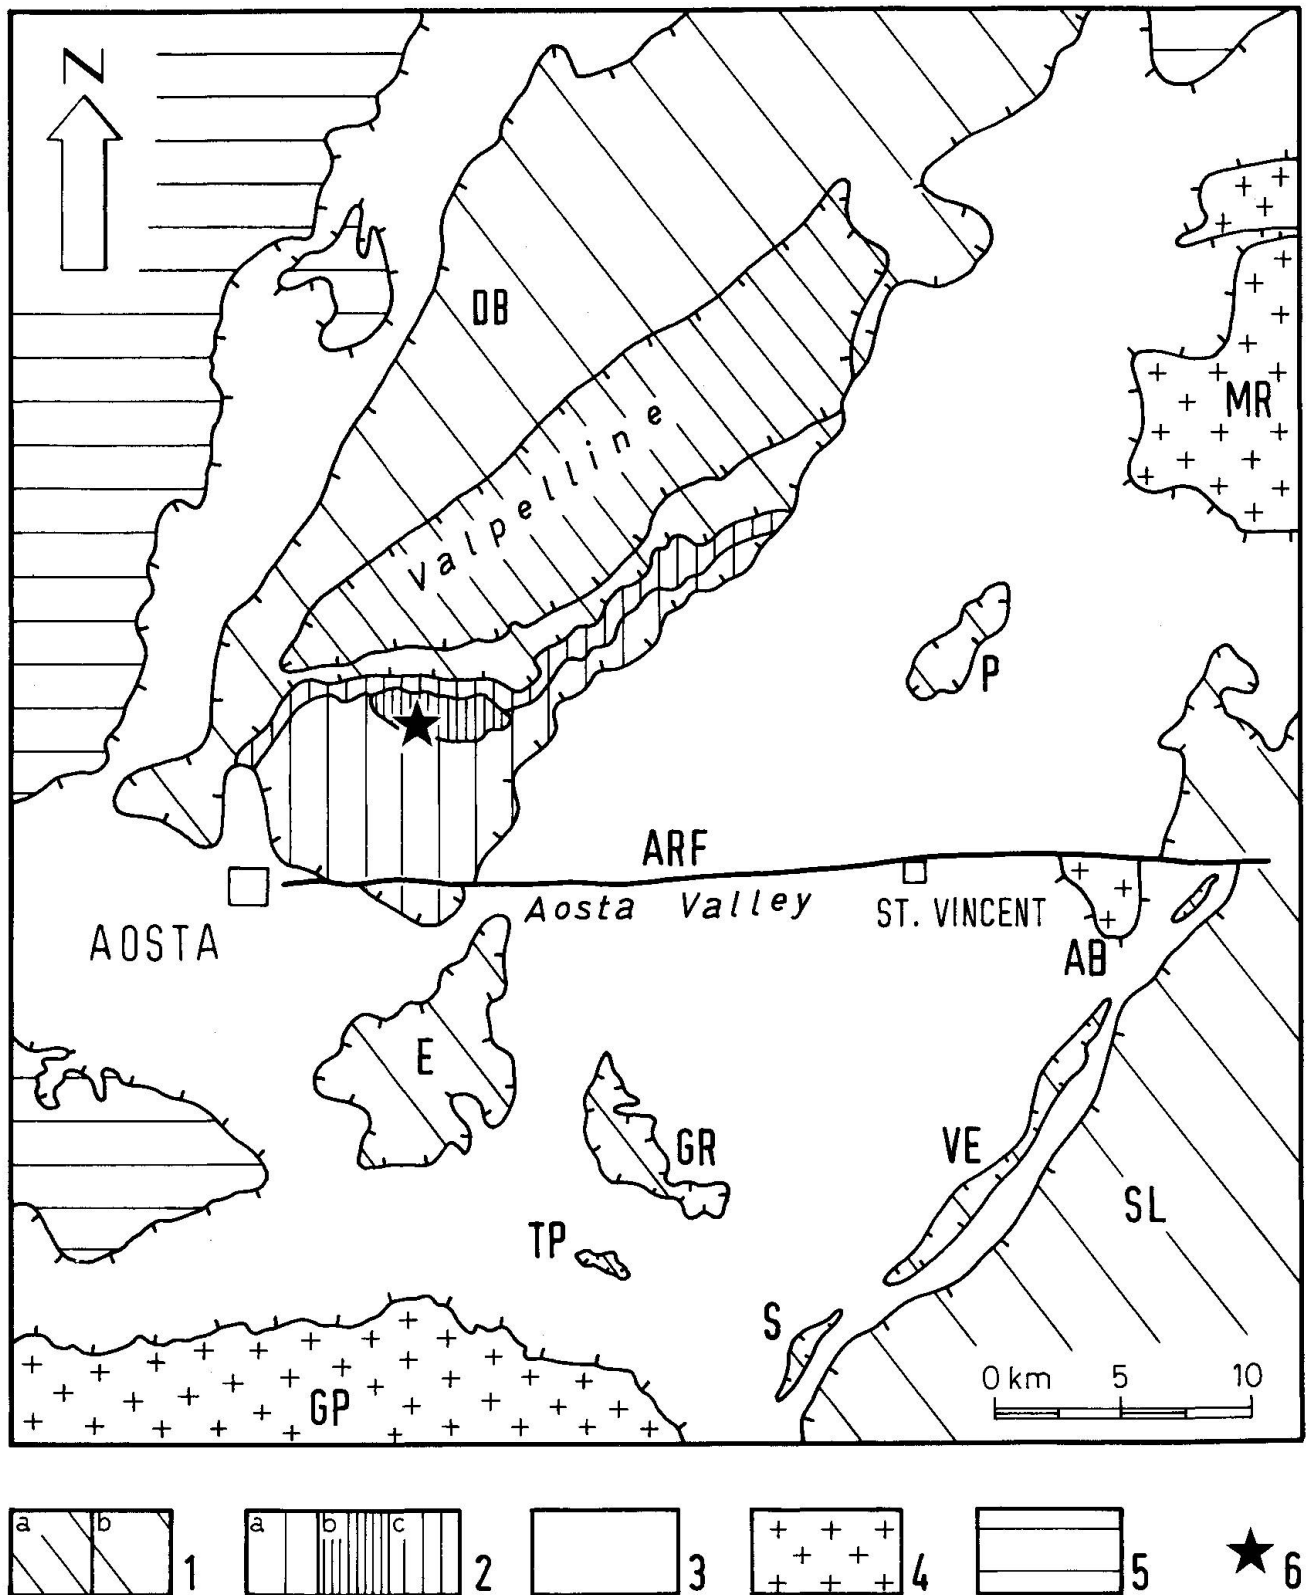 N
DB
Valpelline
MR
P
ARF
Aosta Valley
ST. VINCENT
AOSTA
AB
E
GR
VE
SL
TP
S
0 km 5 10
GP
a b 1 a b c 2 3 4 5 6